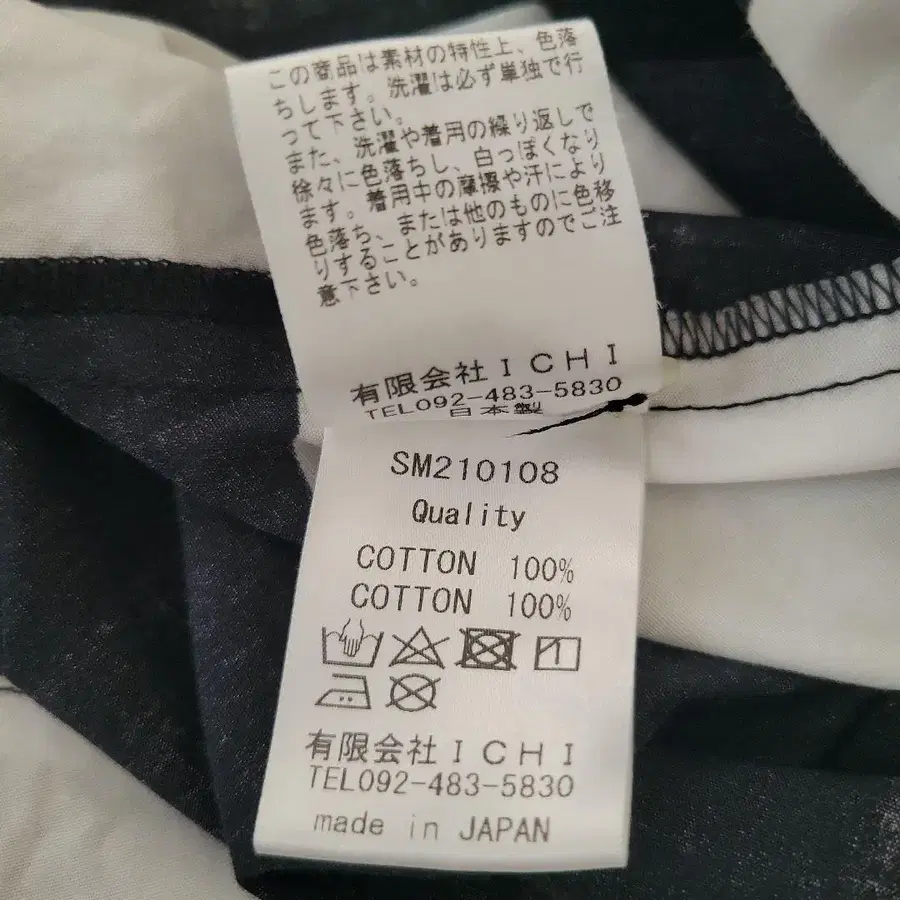 この商品は素材の特性上、色落
ちします。洗濯は必ず単独で行
って下さい。
また、洗濯や着用の繰り返しで
徐々に色落ちし、白っぽくなり
ます。着用中の摩擦や汗により
色落ち、または他のものに色移
りすることがありますのでご注
意下さい。
有限会社ICHI
TEL092-483-5830
日本製
SM210108
Quality
COTTON 100%
COTTON 100%
有限会社ICHI
TEL092-483-5830
made in JAPAN